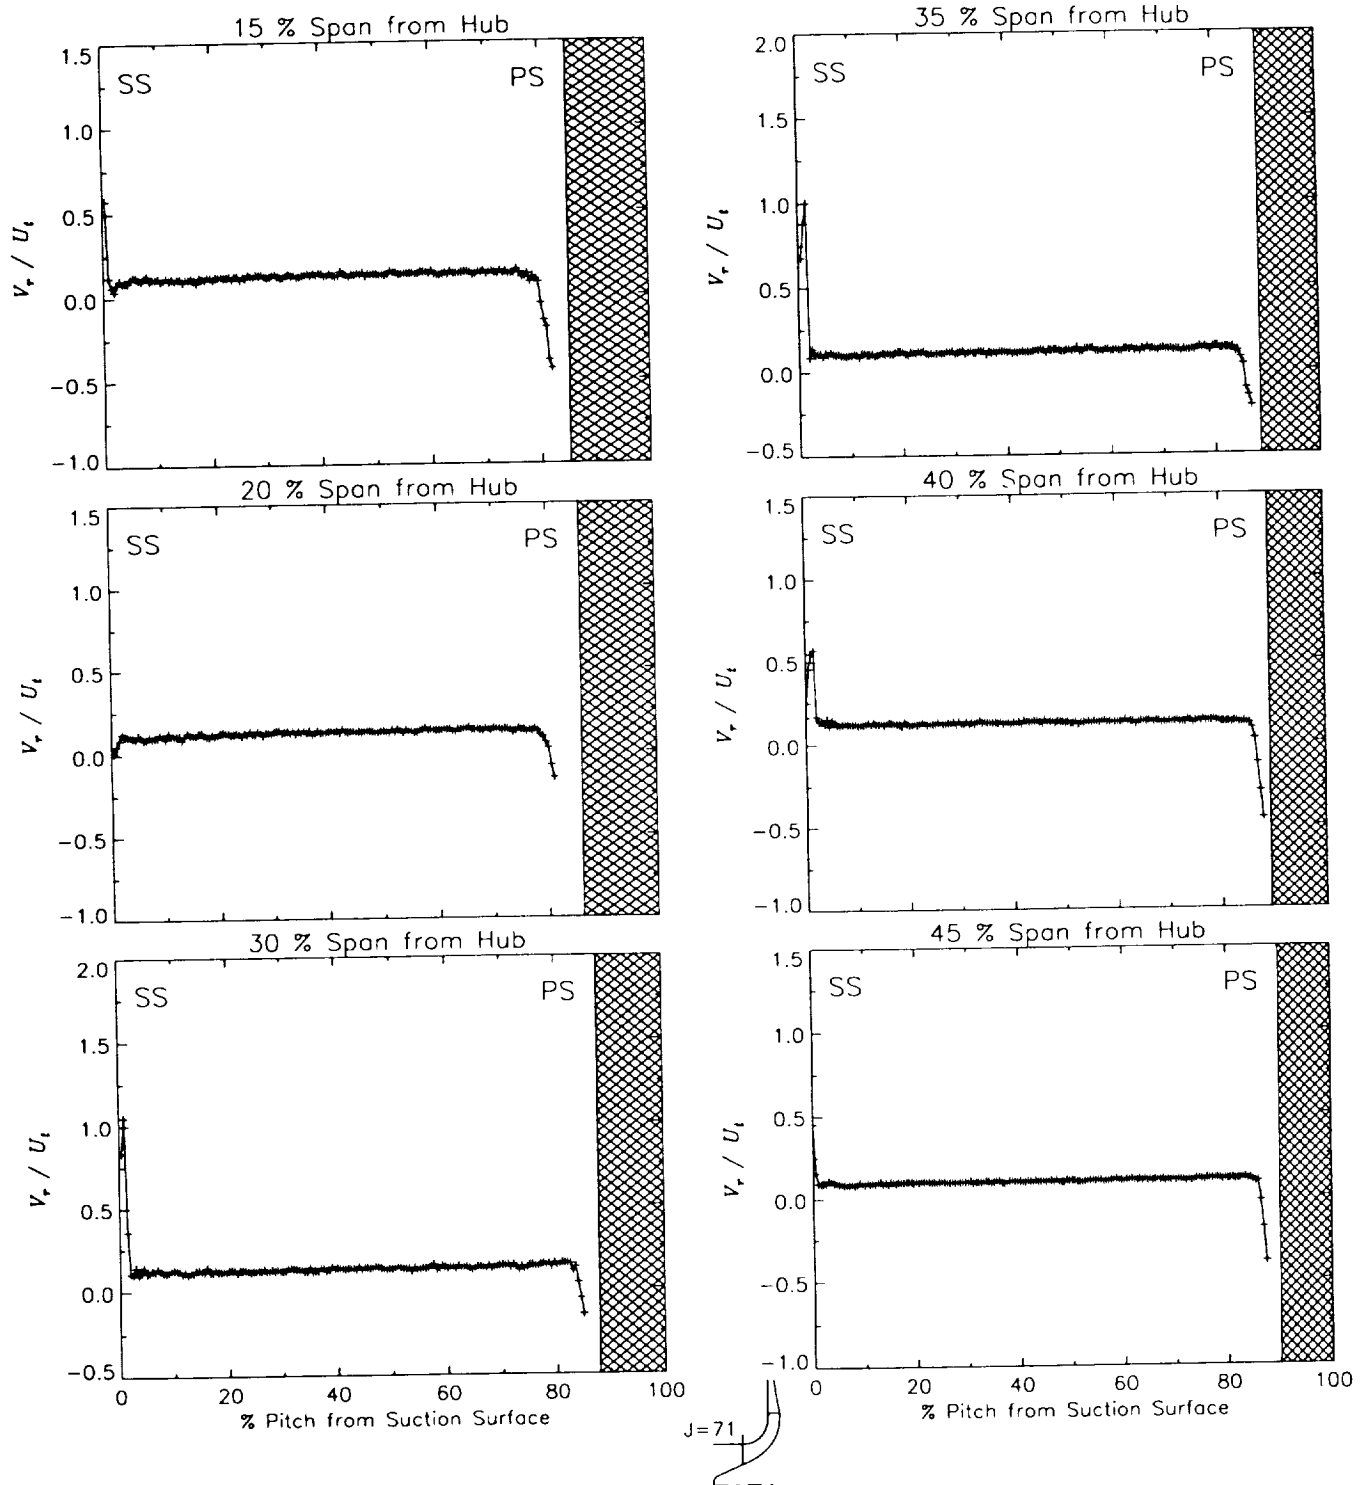 15 % Span from Hub
1.5
1.0
0.5
0.0
−0.5
−1.0
V_r / U_t
SS
PS
20 % Span from Hub
1.5
1.0
0.5
0.0
−0.5
−1.0
V_r / U_t
SS
PS
30 % Span from Hub
2.0
1.5
1.0
0.5
0.0
−0.5
V_r / U_t
SS
PS
0 20 40 60 80 100
% Pitch from Suction Surface
35 % Span from Hub
2.0
1.5
1.0
0.5
0.0
−0.5
V_r / U_t
SS
PS
40 % Span from Hub
1.5
1.0
0.5
0.0
−0.5
−1.0
V_r / U_t
SS
PS
45 % Span from Hub
1.5
1.0
0.5
0.0
−0.5
−1.0
V_r / U_t
SS
PS
0 20 40 60 80 100
% Pitch from Suction Surface
J=71